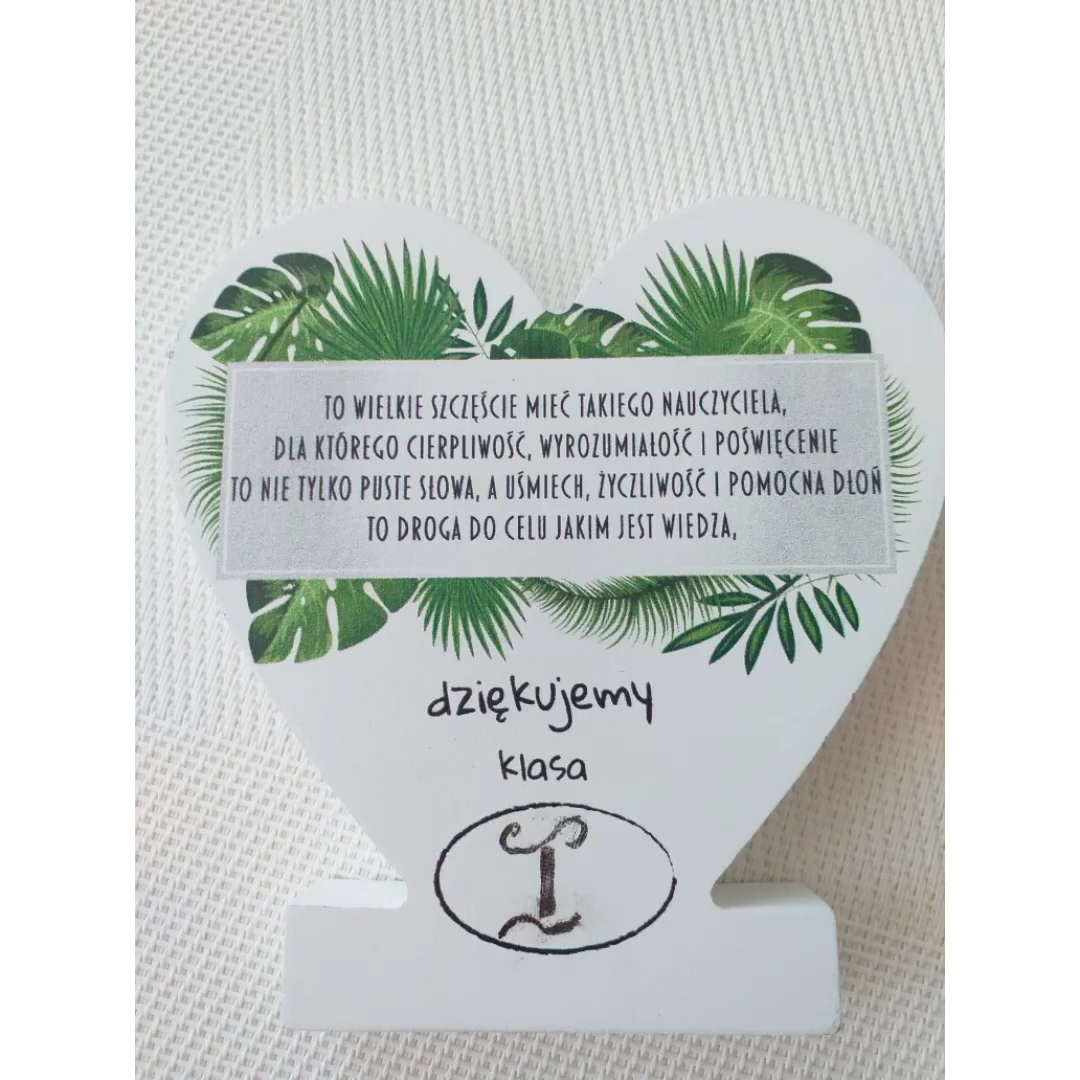 TO WIELKIE SZCZĘŚCIE MIEĆ TAKIEGO NAUCZYCIELA,
DLA KTÓREGO CIERPLIWOŚĆ, WYROZUMIAŁOŚĆ I POŚWIĘCENIE
TO NIE TYLKO PUSTE SŁOWA, A UŚMIECH, ŻYCZLIWOŚĆ I POMOCNA DŁOŃ
TO DROGA DO CELU JAKIM JEST WIEDZA,
dziękujemy
klasa
I